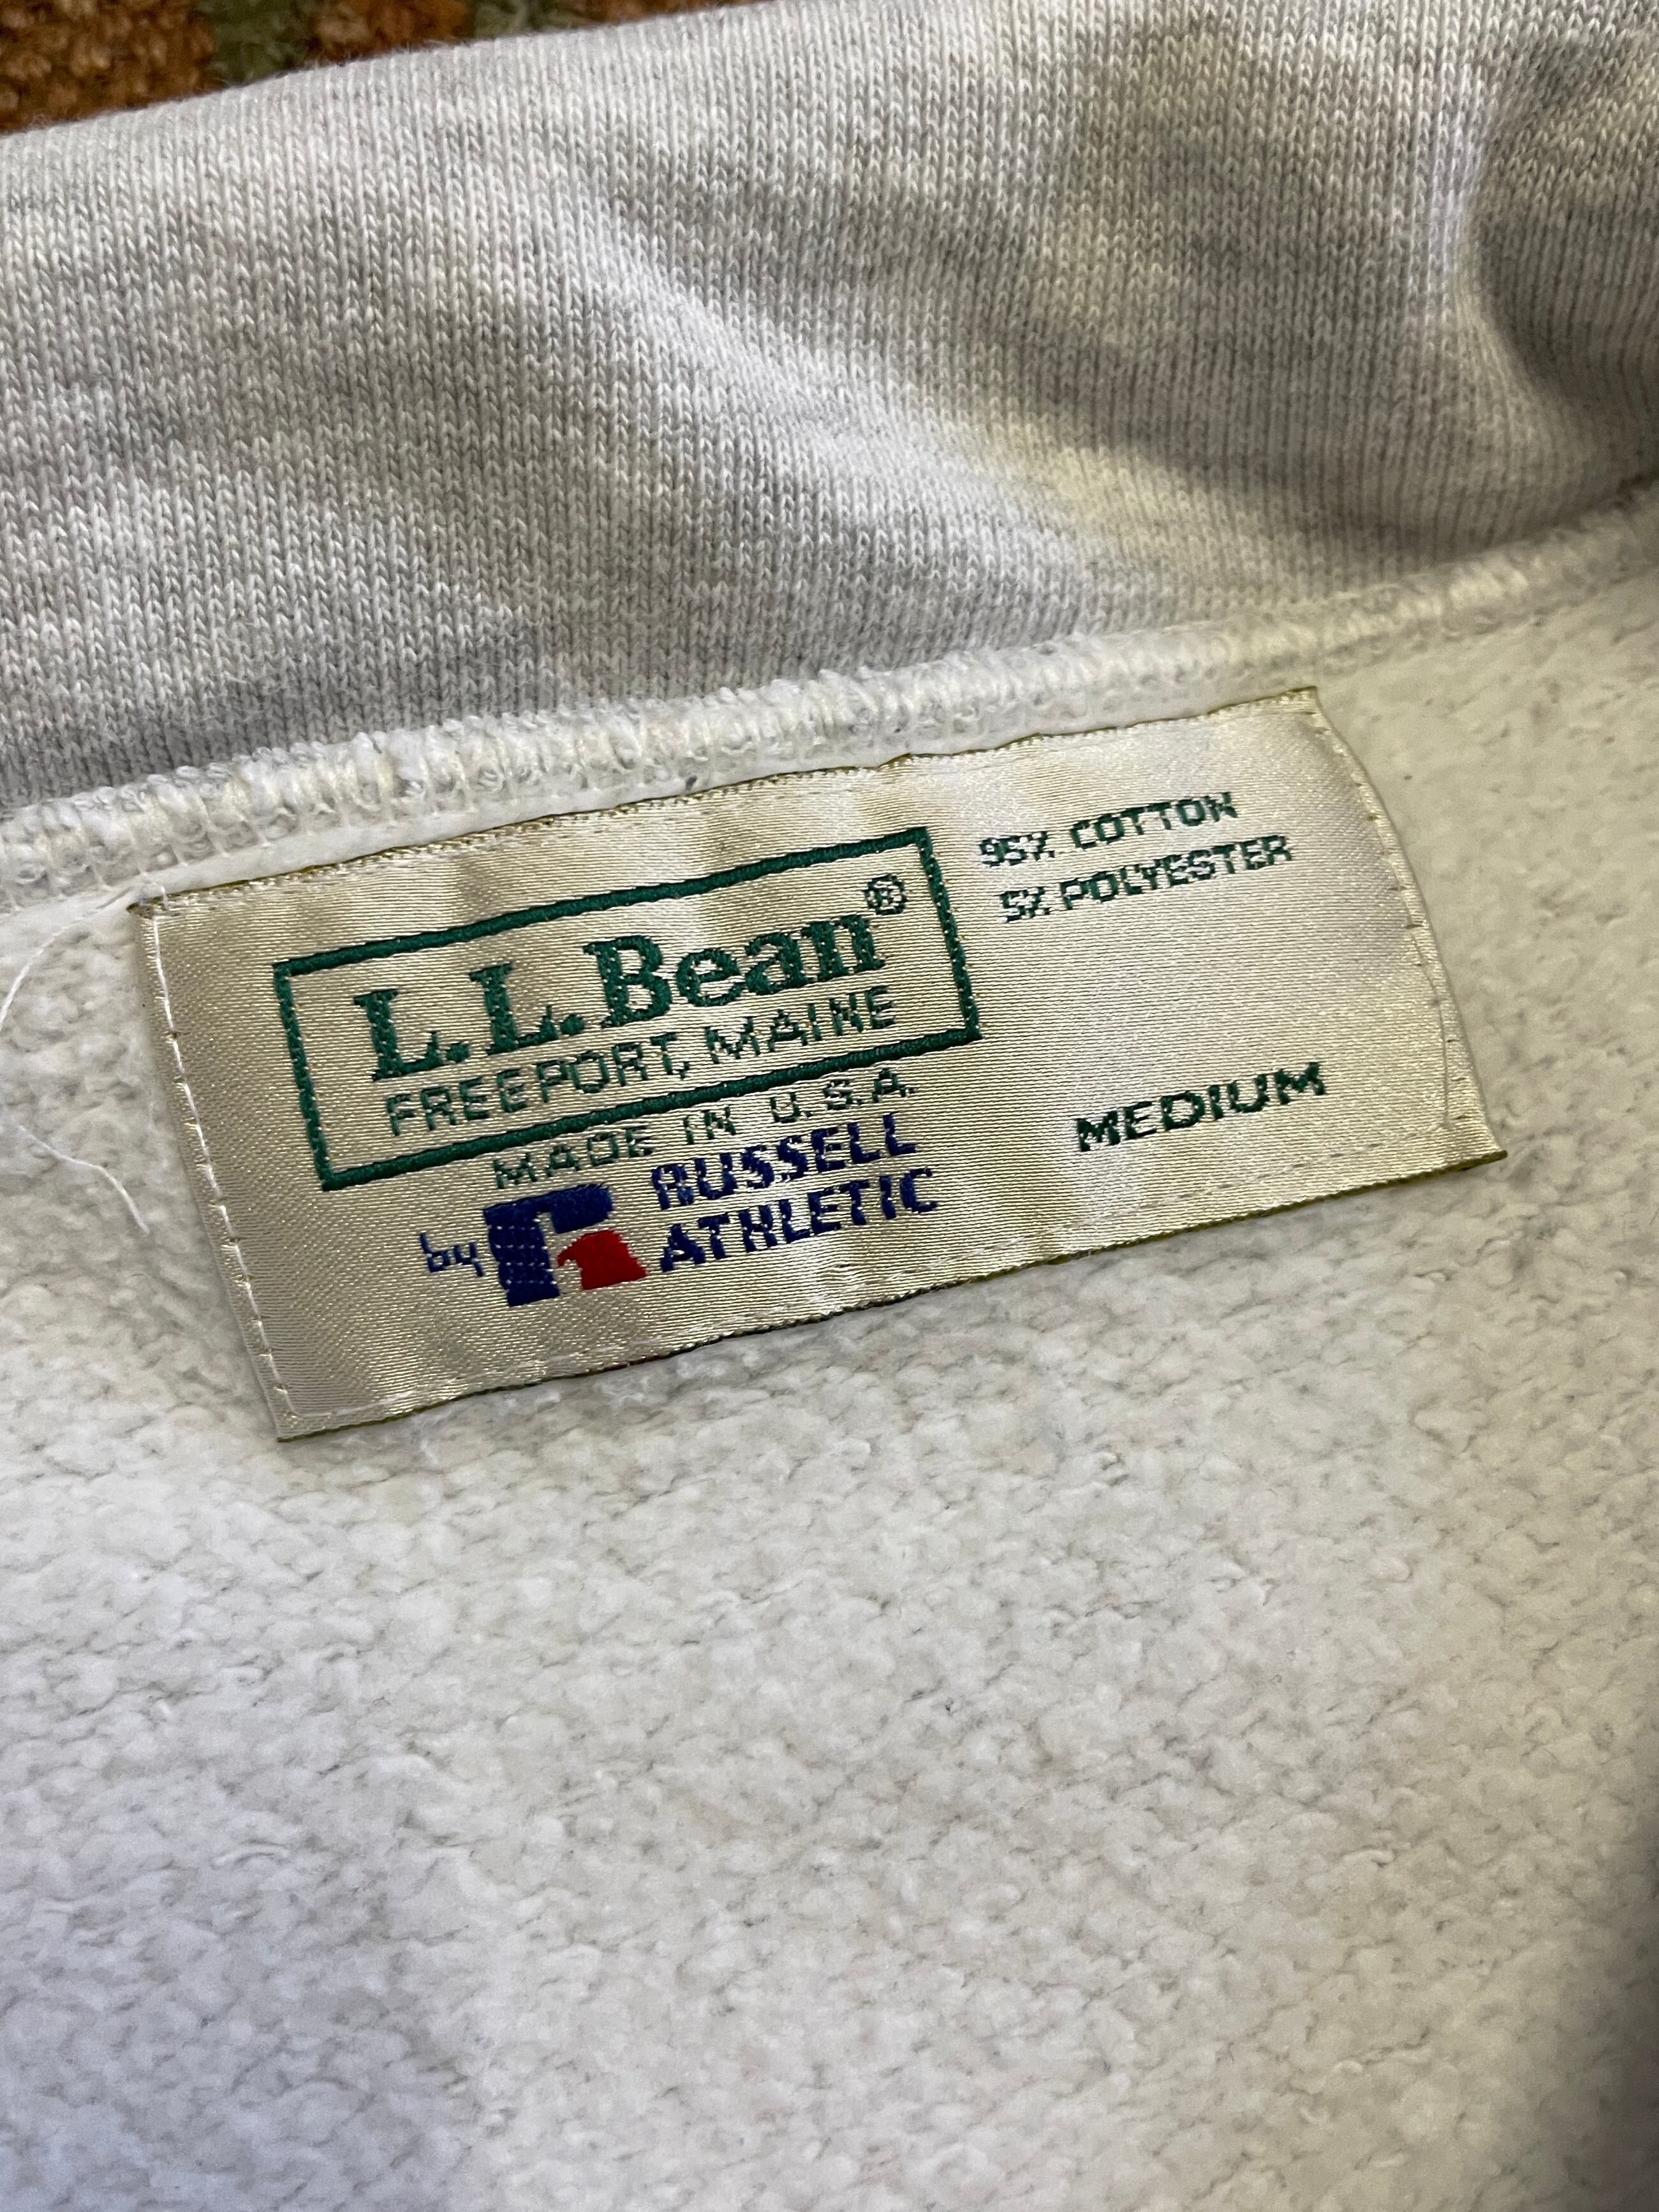 L.L.Bean®
FREEPORT, MAINE
MADE IN U.S.A.
by RUSSELL
ATHLETIC
95% COTTON
5% POLYESTER
MEDIUM